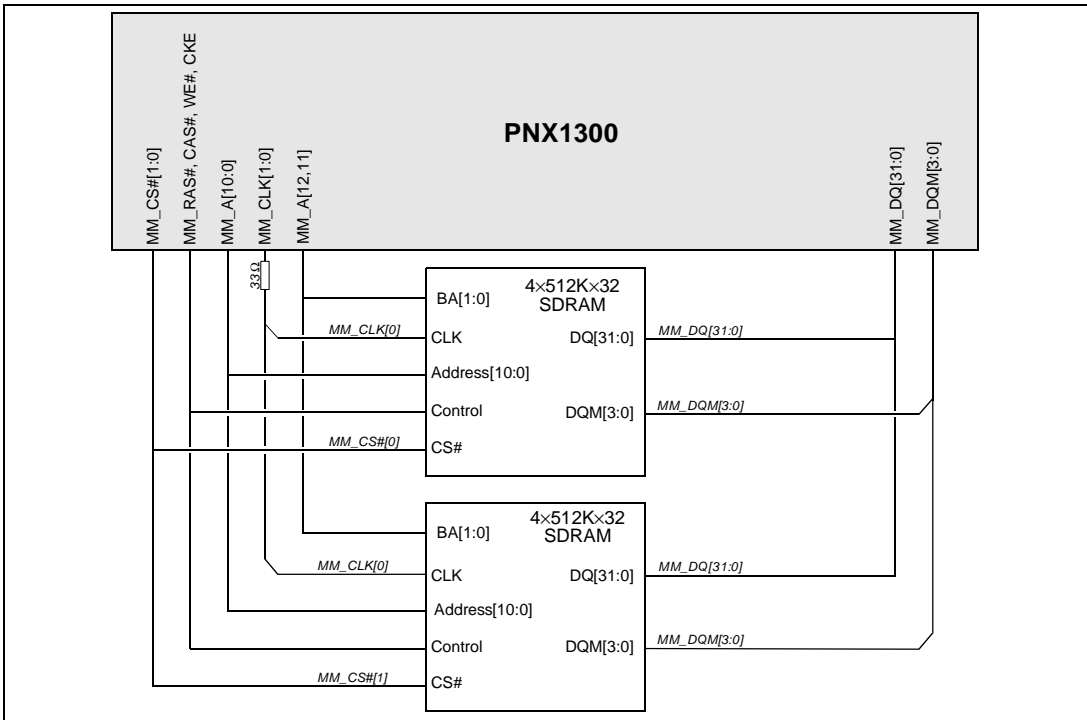 PNX1300
MM_CS#[1:0]
MM_RAS#, CAS#, WE#, CKE
MM_A[10:0]
MM_CLK[1:0]
MM_A[12,11]
MM_DQ[31:0]
MM_DQM[3:0]
33Ω
4×512K×32
SDRAM
BA[1:0]
MM_CLK[0]
CLK
DQ[31:0]
MM_DQ[31:0]
Address[10:0]
Control
DQM[3:0]
MM_DQM[3:0]
MM_CS#[0]
CS#
4×512K×32
SDRAM
BA[1:0]
MM_CLK[0]
CLK
DQ[31:0]
MM_DQ[31:0]
Address[10:0]
Control
DQM[3:0]
MM_DQM[3:0]
MM_CS#[1]
CS#